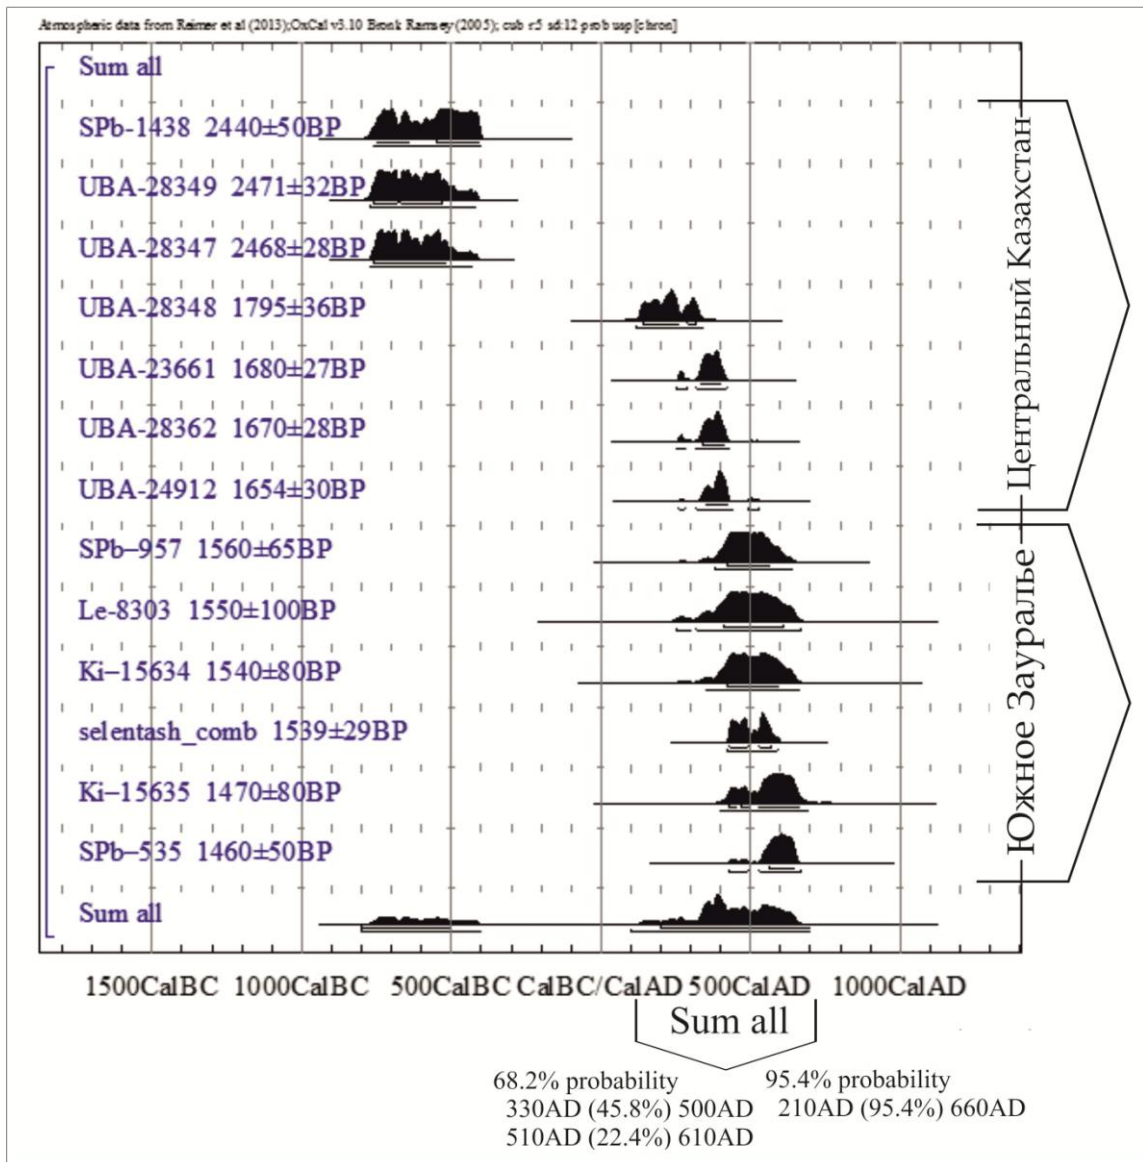 Atmospheric data from Reimer et al (2013);OxCal v3.10 Bronk Ramsey (2005); cub r:5 sd:12 prob usp[chron]
Sum all
SPb-1438 2440±50BP
UBA-28349 2471±32BP
UBA-28347 2468±28BP
UBA-28348 1795±36BP
UBA-23661 1680±27BP
UBA-28362 1670±28BP
UBA-24912 1654±30BP
SPb–957 1560±65BP
Le-8303 1550±100BP
Ki–15634 1540±80BP
selentash_comb 1539±29BP
Ki–15635 1470±80BP
SPb–535 1460±50BP
Sum all
Центральный Казахстан
Южное Зауралье
1500CalBC 1000CalBC 500CalBC CalBC/CalAD 500CalAD 1000CalAD
Sum all
68.2% probability 95.4% probability
330AD (45.8%) 500AD 210AD (95.4%) 660AD
510AD (22.4%) 610AD